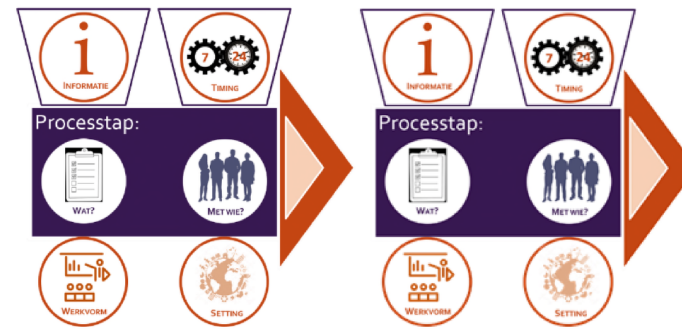 i
INFORMATIE
7
24
TIMING
Processtap:
WAT?
MET WIE?
WERKVORM
SETTING
i
INFORMATIE
7
24
TIMING
Processtap:
WAT?
MET WIE?
WERKVORM
SETTING